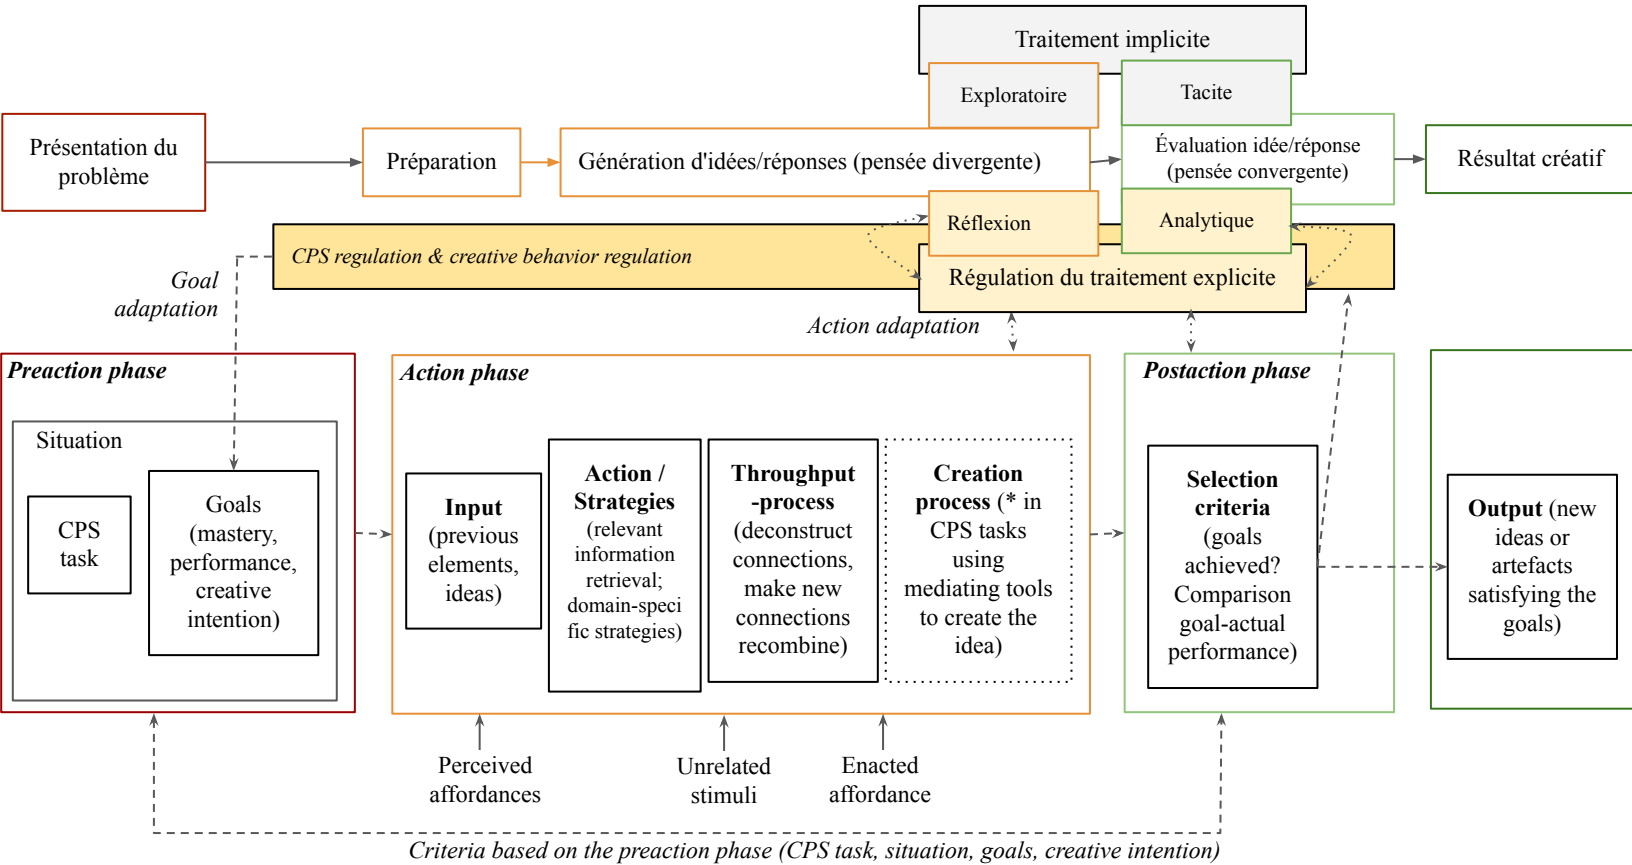 Traitement implicite
Exploratoire
Tacite
Présentation du
problème
Préparation
Génération d'idées/réponses (pensée divergente)
Évaluation idée/réponse
(pensée convergente)
Résultat créatif
Réflexion
Analytique
CPS regulation & creative behavior regulation
Régulation du traitement explicite
Goal
adaptation
Action adaptation
Preaction phase
Situation
CPS
task
Goals
(mastery,
performance,
creative
intention)
Action phase
Input
(previous
elements,
ideas)
Action /
Strategies
(relevant
information
retrieval;
domain-speci
fic strategies)
Throughput
-process
(deconstruct
connections,
make new
connections
recombine)
Creation
process (* in
CPS tasks
using
mediating tools
to create the
idea)
Postaction phase
Selection
criteria
(goals
achieved?
Comparison
goal-actual
performance)
Output (new
ideas or
artefacts
satisfying the
goals)
Perceived
affordances
Unrelated
stimuli
Enacted
affordance
Criteria based on the preaction phase (CPS task, situation, goals, creative intention)